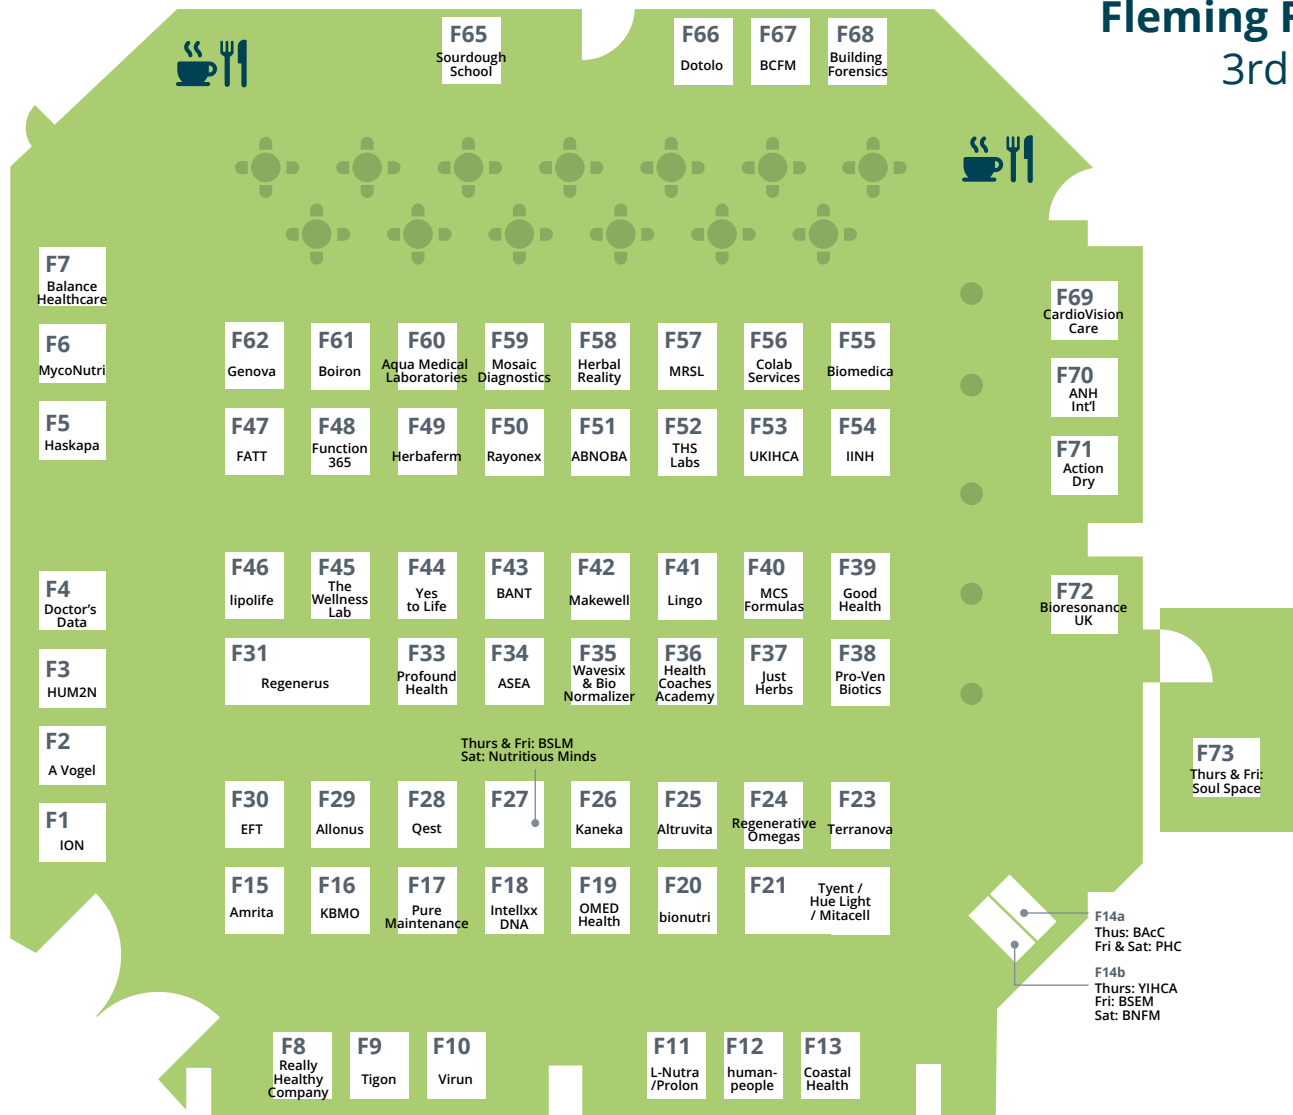 Fleming F
3rd
F65
Sourdough
School
F66
Dotolo
F67
BCFM
F68
Building
Forensics
F7
Balance
Healthcare
F6
MycoNutri
F5
Haskapa
F69
CardioVision
Care
F70
ANH
Int'l
F71
Action
Dry
F62
Genova
F61
Boiron
F60
Aqua Medical
Laboratories
F59
Mosaic
Diagnostics
F58
Herbal
Reality
F57
MRSL
F56
Colab
Services
F55
Biomedica
F47
FATT
F48
Function
365
F49
Herbaferm
F50
Rayonex
F51
ABNOBA
F52
THS
Labs
F53
UKIHCA
F54
IINH
F4
Doctor's
Data
F3
HUM2N
F2
A Vogel
F1
ION
F46
lipolife
F45
The
Wellness
Lab
F44
Yes
to Life
F43
BANT
F42
Makewell
F41
Lingo
F40
MCS
Formulas
F39
Good
Health
F72
Bioresonance
UK
F31
Regenerus
F33
Profound
Health
F34
ASEA
F35
Wavesix
& Bio
Normalizer
F36
Health
Coaches
Academy
F37
Just
Herbs
F38
Pro-Ven
Biotics
Thurs & Fri: BSLM
Sat: Nutritious Minds
F73
Thurs & Fri:
Soul Space
F30
EFT
F29
Allonus
F28
Qest
F27
F26
Kaneka
F25
Altruvita
F24
Regenerative
Omegas
F23
Terranova
F15
Amrita
F16
KBMO
F17
Pure
Maintenance
F18
Intellxx
DNA
F19
OMED
Health
F20
bionutri
F21
Tyent /
Hue Light
/ Mitacell
F14a
Thus: BAcC
Fri & Sat: PHC
F14b
Thurs: YIHCA
Fri: BSEM
Sat: BNFM
F8
Really
Healthy
Company
F9
Tigon
F10
Virun
F11
L-Nutra
/Prolon
F12
human-
people
F13
Coastal
Health